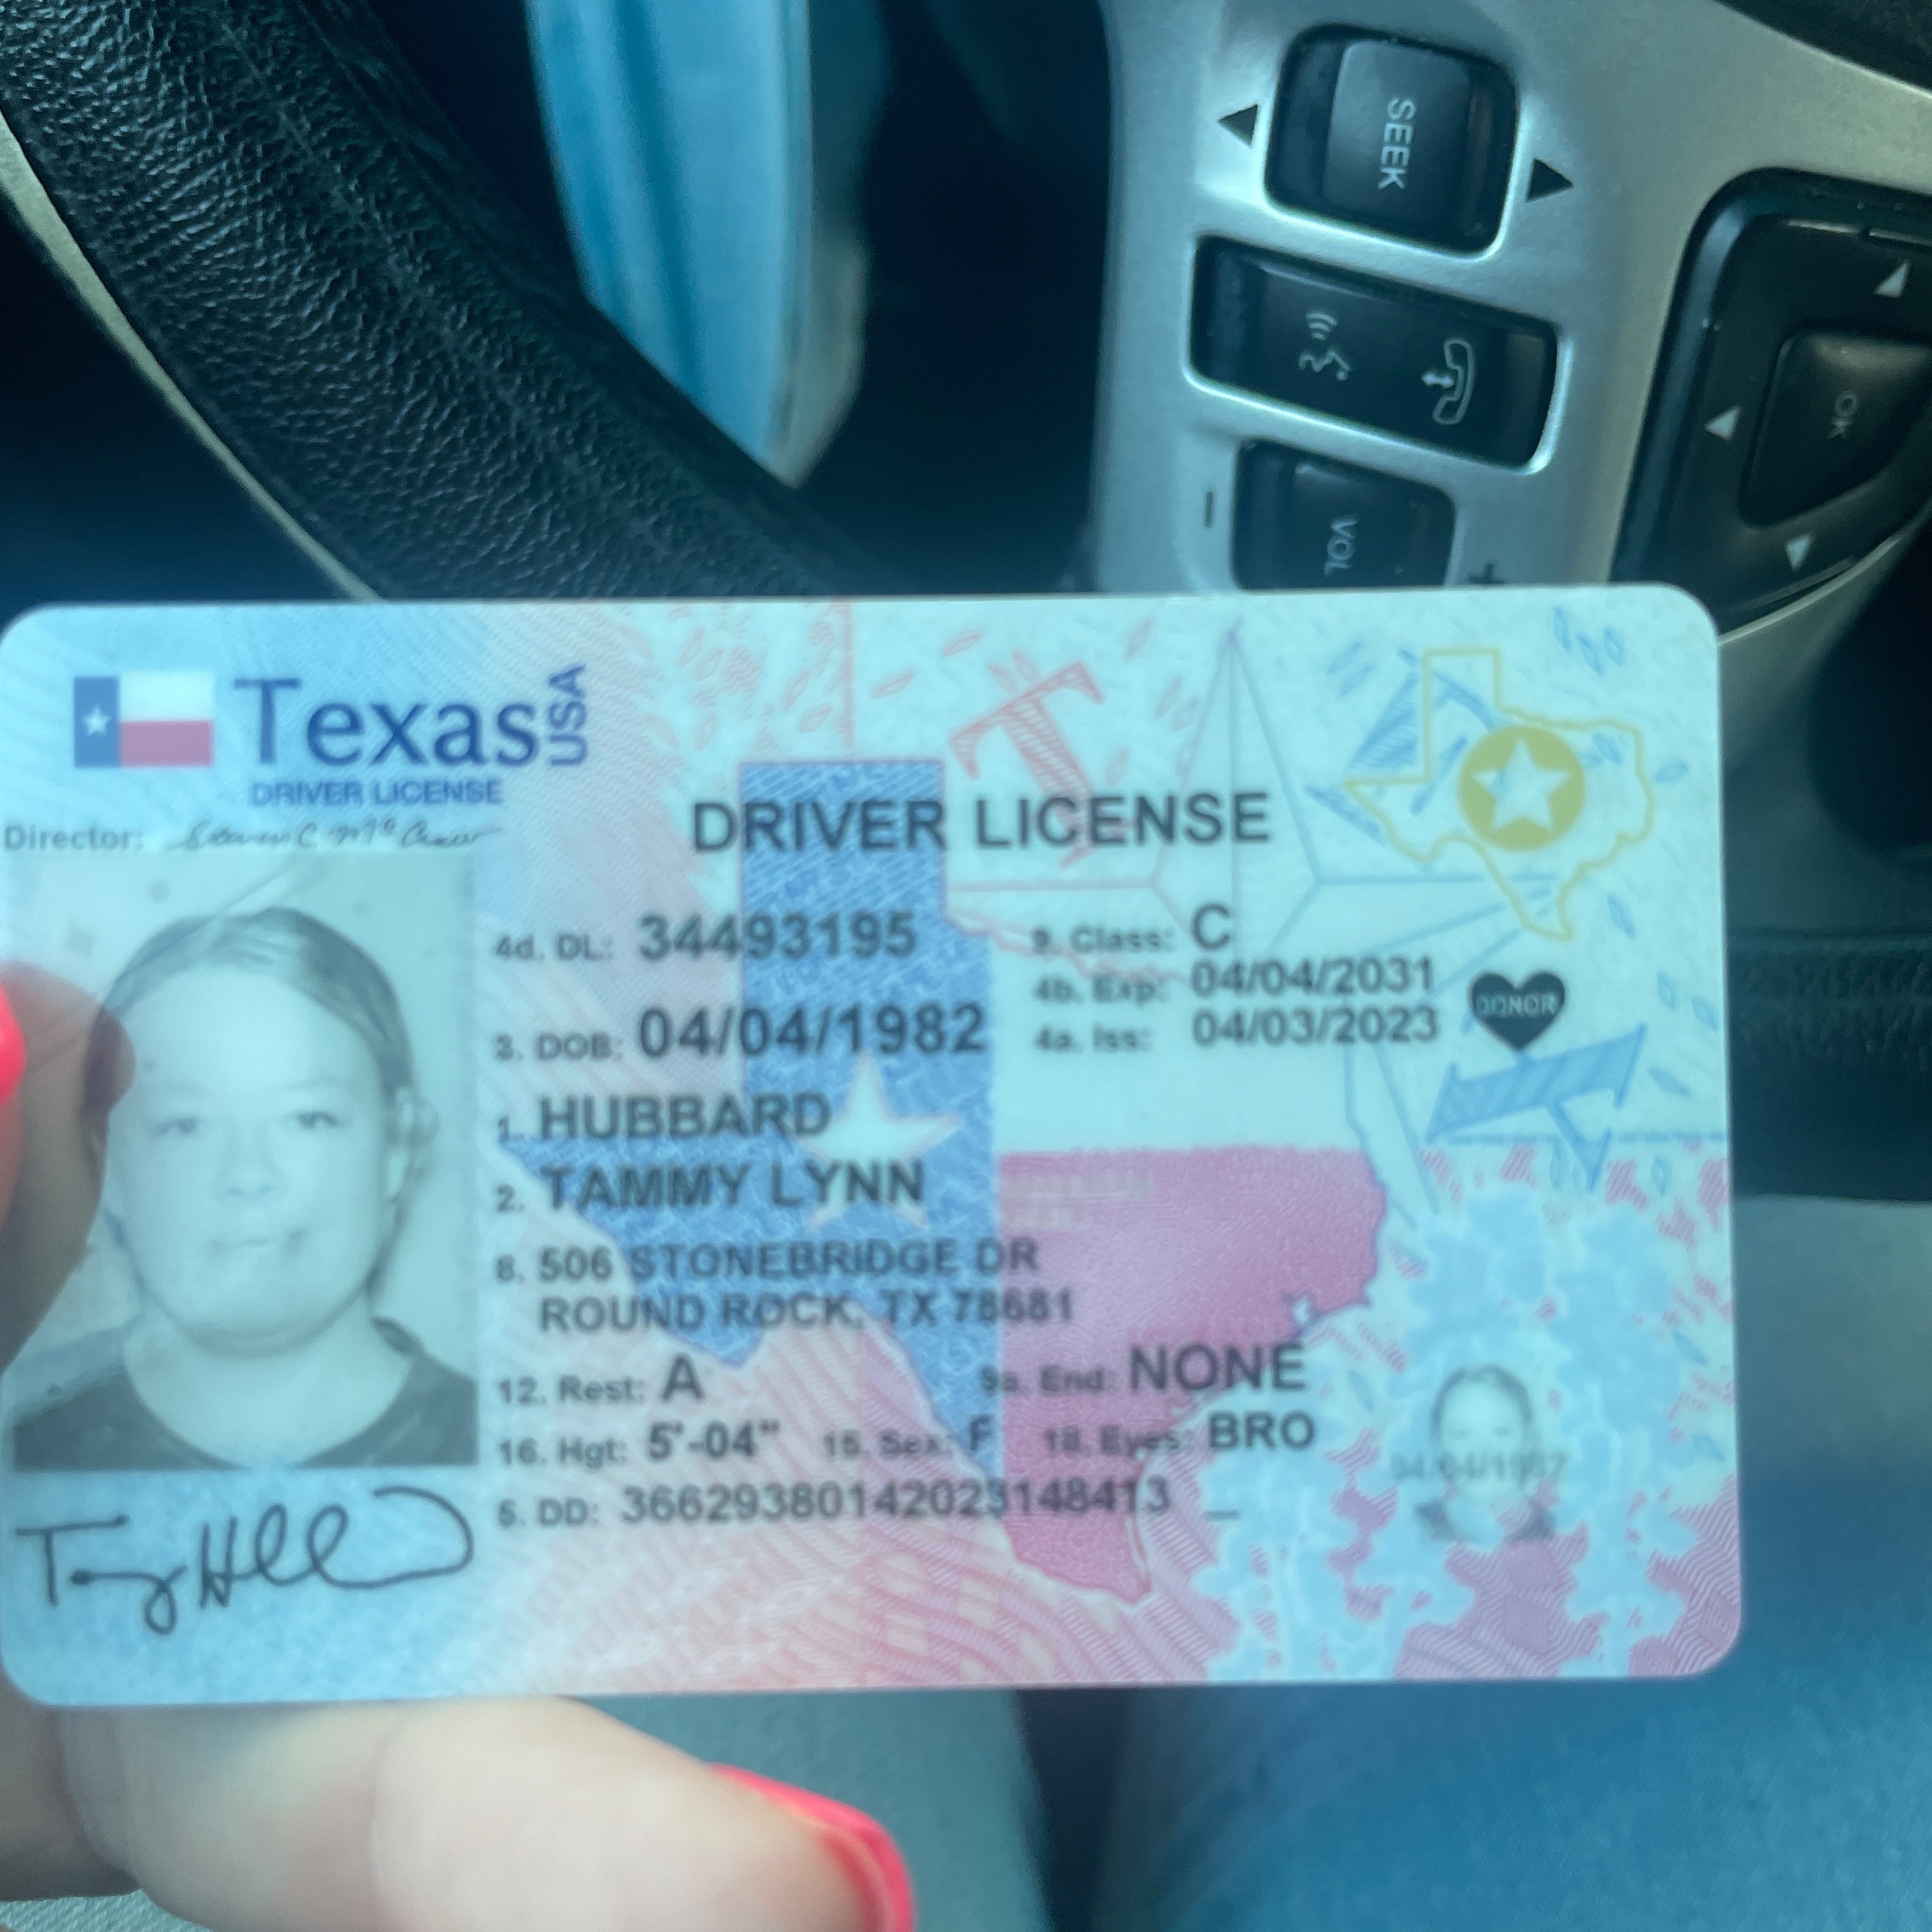 SEEK
VOL
-
+
OK
Texas USA
DRIVER LICENSE
Director:
DRIVER LICENSE
4d. DL: 34493195
9. Class: C
4b. Exp: 04/04/2031
4a. Iss: 04/03/2023
DONOR
3. DOB: 04/04/1982
1. HUBBARD
2. TAMMY LYNN
8. 506 STONEBRIDGE DR
ROUND ROCK, TX 78681
12. Rest: A
9a. End: NONE
16. Hgt: 5'-04"
15. Sex: F
18. Eyes: BRO
5. DD: 36629380142023148413
04/04/1982